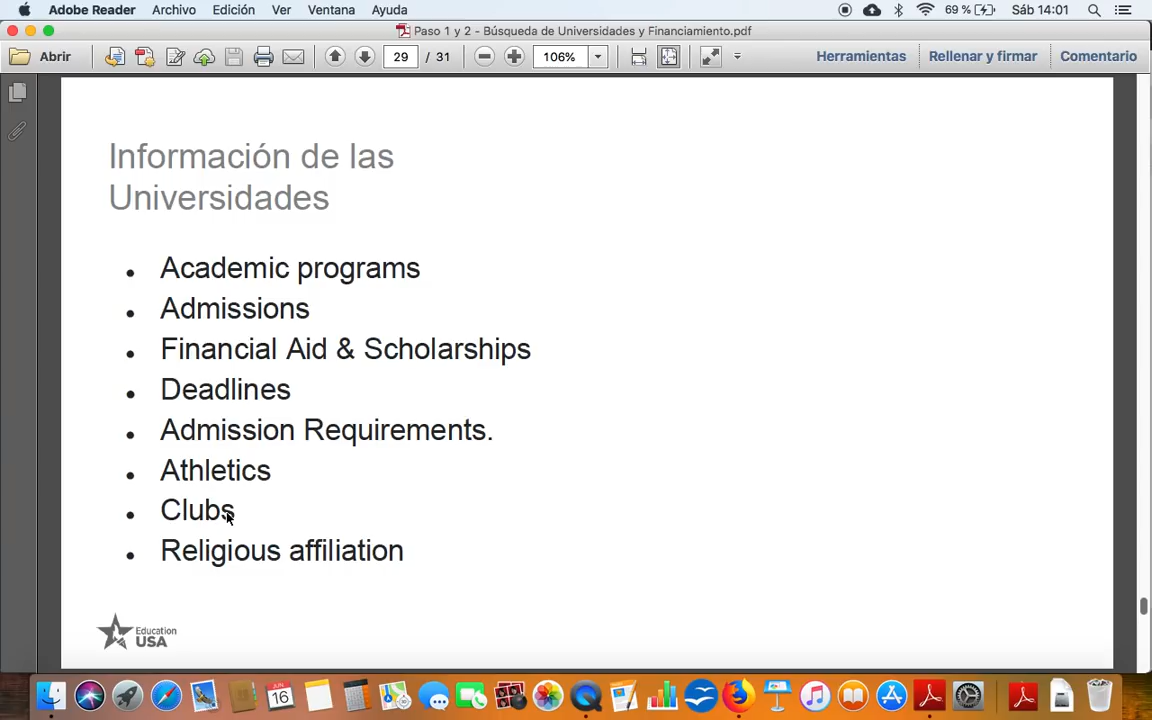 Adobe Reader Archivo Edición Ver Ventana Ayuda 69 % Sáb 14:01
Paso 1 y 2 - Búsqueda de Universidades y Financiamiento.pdf
Abrir 29 / 31 106% Herramientas Rellenar y firmar Comentario
Información de las
Universidades
• Academic programs
• Admissions
• Financial Aid & Scholarships
• Deadlines
• Admission Requirements.
• Athletics
• Clubs
• Religious affiliation
Education
USA
JUN
16